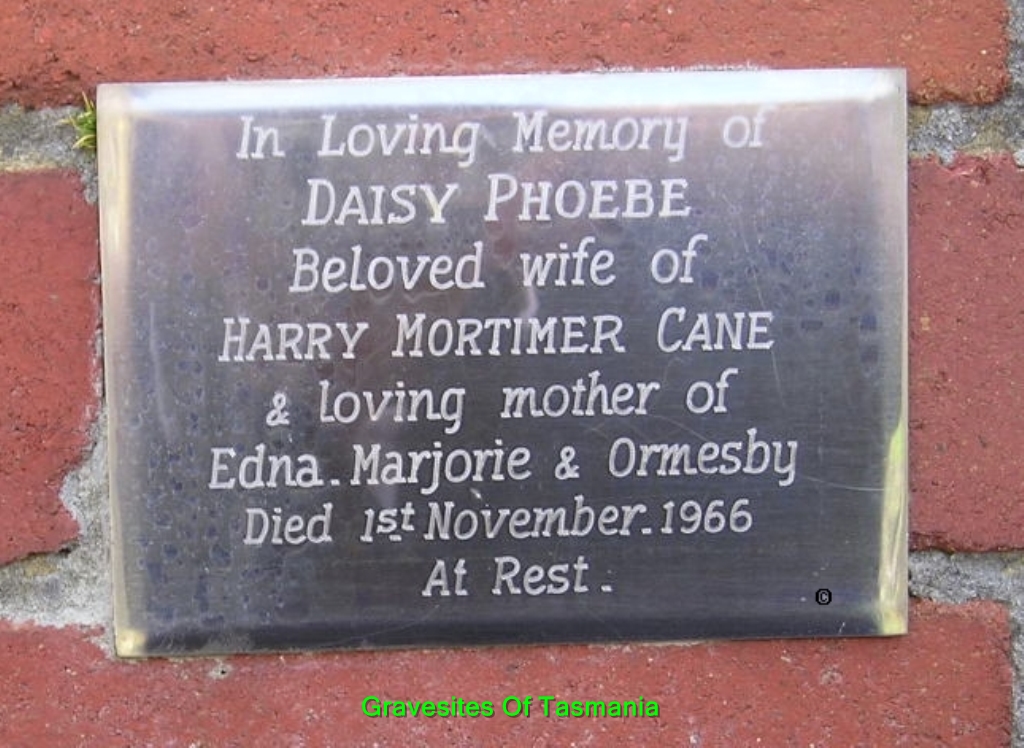 In Loving Memory of
DAISY PHOEBE
Beloved wife of
HARRY MORTIMER CANE
& loving mother of
Edna. Marjorie & Ormesby
Died 1st November. 1966
At Rest.
©
Gravesites Of Tasmania